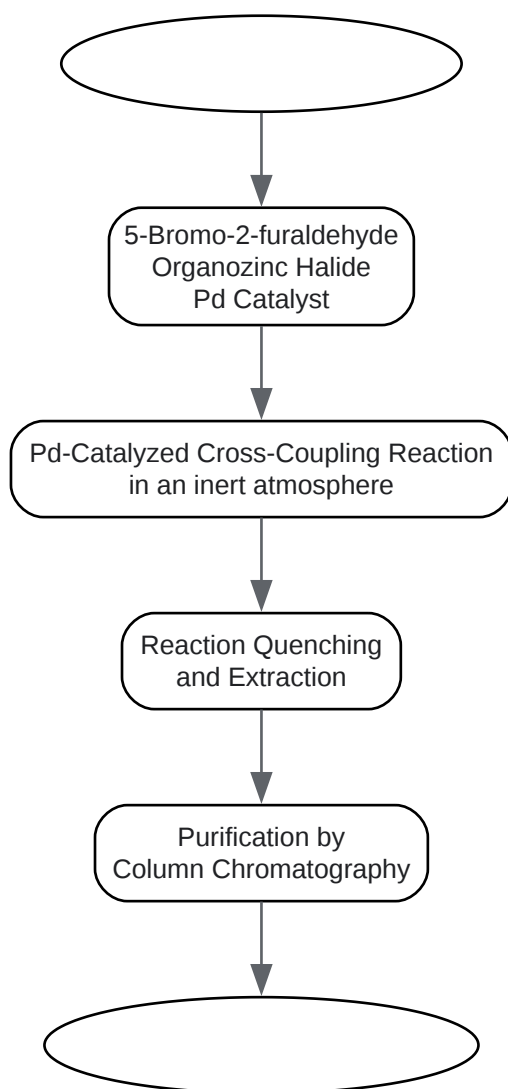 5-Bromo-2-furaldehyde
Organozinc Halide
Pd Catalyst
Pd-Catalyzed Cross-Coupling Reaction
in an inert atmosphere
Reaction Quenching
and Extraction
Purification by
Column Chromatography